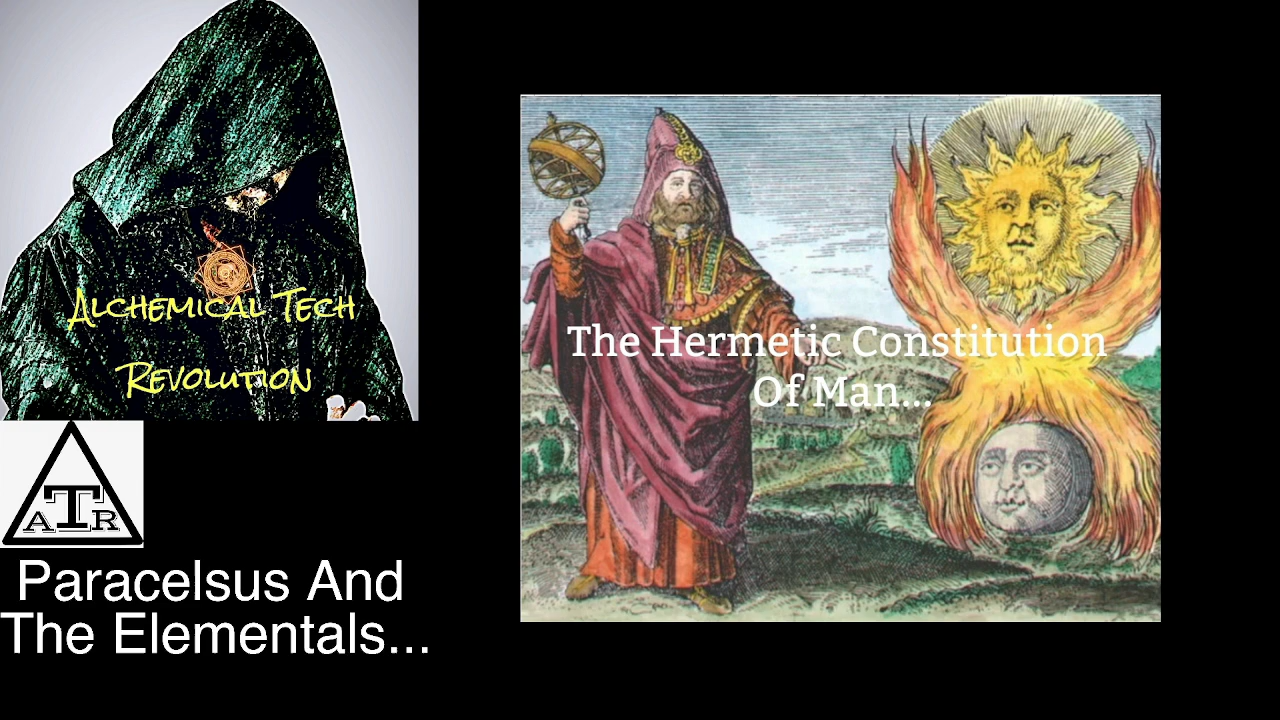 Alchemical Tech
Revolution
ATR
Paracelsus And
The Elementals...
The Hermetic Constitution
Of Man...